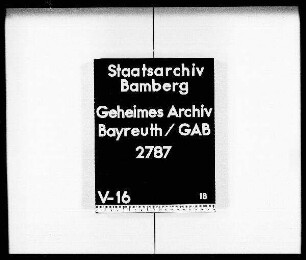 Staatsarchiv
Bamberg
Geheimes Archiv
Bayreuth / GAB
2787
V-16 IB